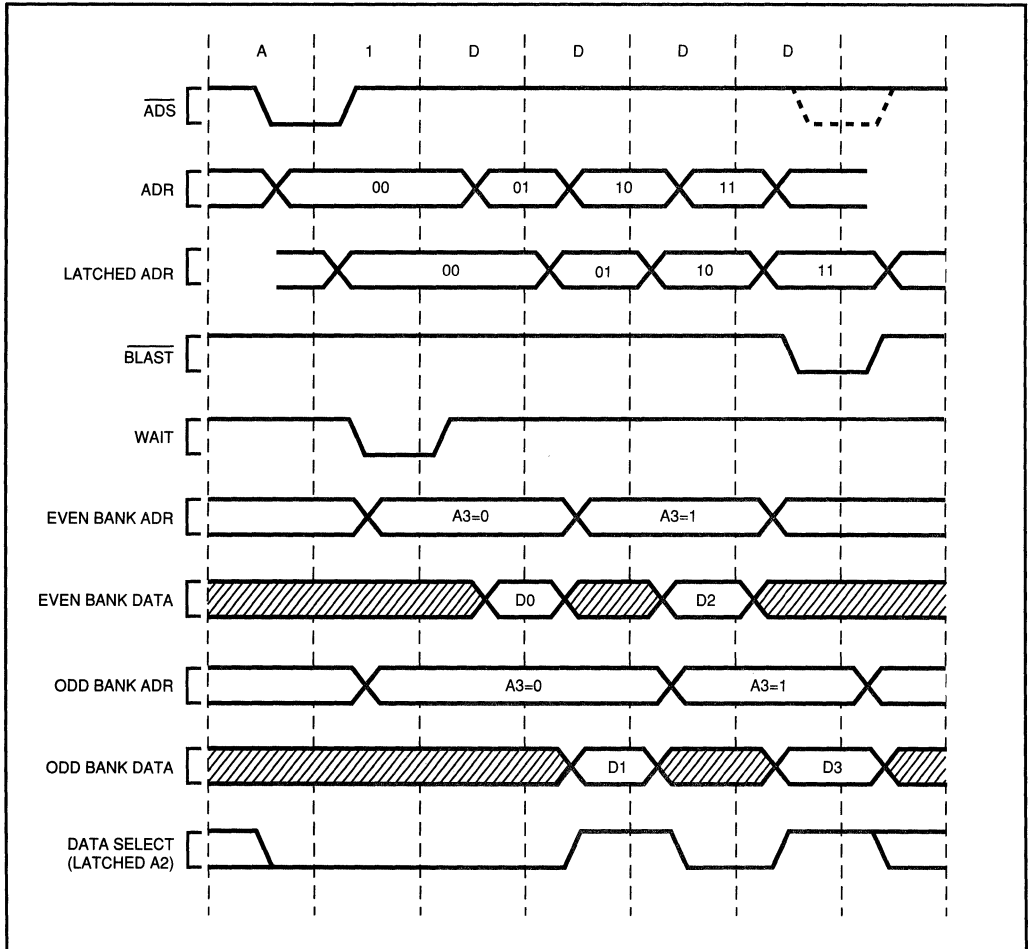 A 1 D D D D
ADS
ADR 00 01 10 11
LATCHED ADR 00 01 10 11
BLAST
WAIT
EVEN BANK ADR A3=0 A3=1
EVEN BANK DATA D0 D2
ODD BANK ADR A3=0 A3=1
ODD BANK DATA D1 D3
DATA SELECT
(LATCHED A2)